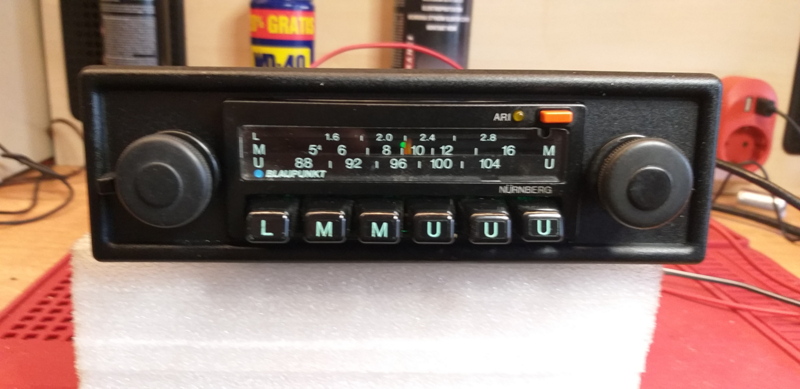 % GRATIS
WD-40
ARI
L 1.6 2.0 2.4 2.8
M 5⁴ 6 8 10 12 16 M
U 88 92 96 100 104 U
BLAUPUNKT
NÜRNBERG
L M M U U U